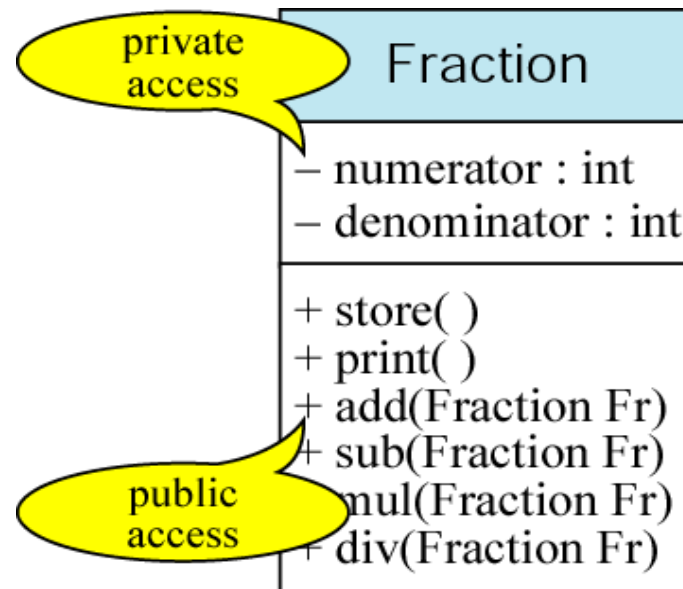 private
access
Fraction
– numerator : int
– denominator : int
+ store( )
+ print( )
+ add(Fraction Fr)
+ sub(Fraction Fr)
mul(Fraction Fr)
+ div(Fraction Fr)
public
access